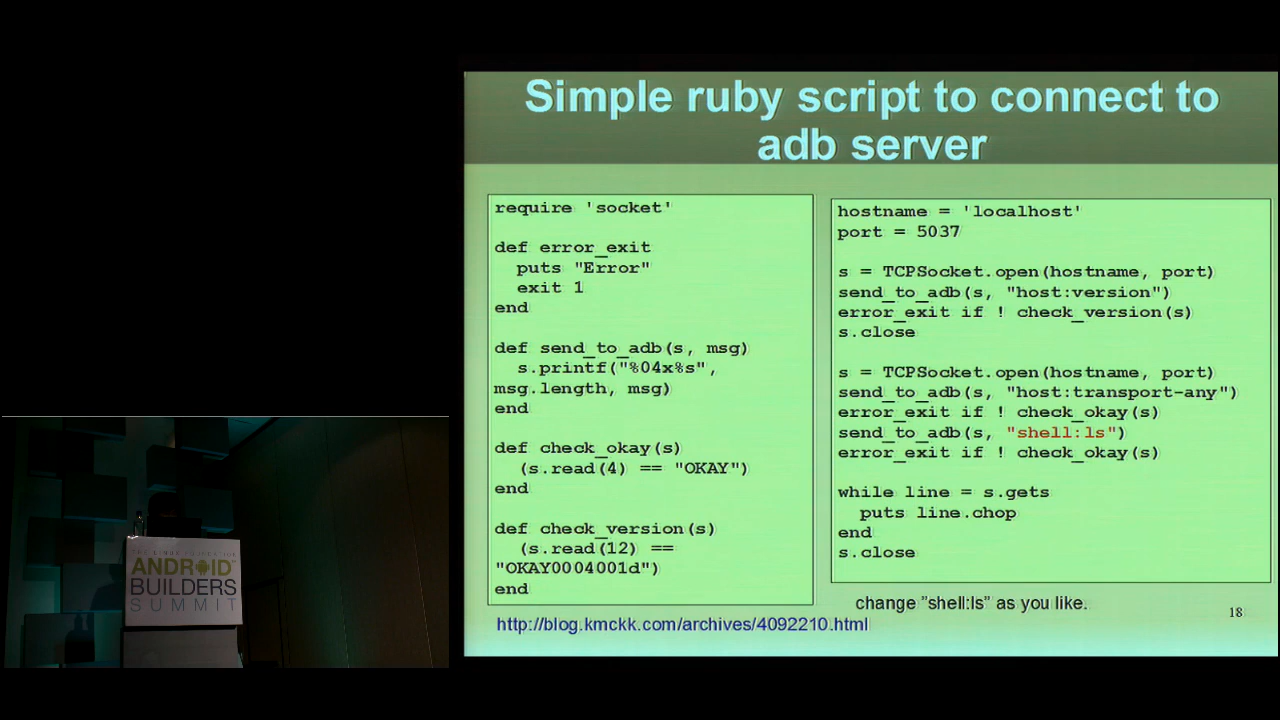 Simple ruby script to connect to
adb server
require 'socket'
def error_exit
puts "Error"
exit 1
end
def send_to_adb(s, msg)
s.printf("%04x%s",
msg.length, msg)
end
def check_okay(s)
(s.read(4) == "OKAY")
end
def check_version(s)
(s.read(12) ==
"OKAY0004001d")
end
hostname = 'localhost'
port = 5037
s = TCPSocket.open(hostname, port)
send_to_adb(s, "host:version")
error_exit if ! check_version(s)
s.close
s = TCPSocket.open(hostname, port)
send_to_adb(s, "host:transport-any")
error_exit if ! check_okay(s)
send_to_adb(s, "shell:ls")
error_exit if ! check_okay(s)
while line = s.gets
puts line.chop
end
s.close
change "shell:ls" as you like.
http://blog.kmckk.com/archives/4092210.html
18
THE LINUX FOUNDATION
ANDROID
BUILDERS
SUMMIT